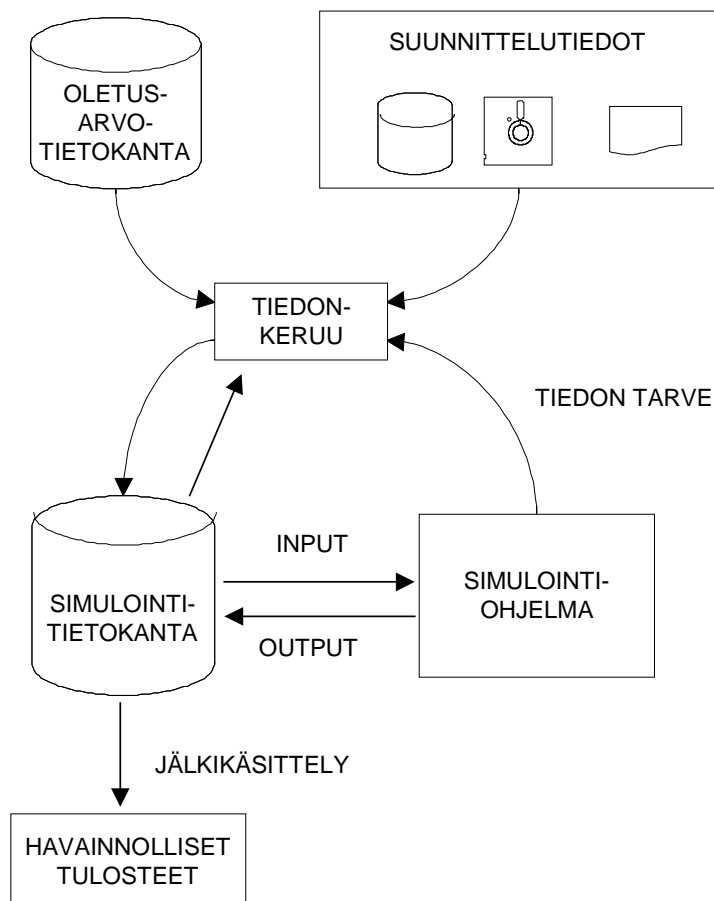 OLETUS-
ARVO-
TIETOKANTA
SUUNNITTELUTIEDOT
TIEDON-
KERUU
TIEDON TARVE
SIMULOINTI-
TIETOKANTA
INPUT
OUTPUT
SIMULOINTI-
OHJELMA
JÄLKIKÄSITTELY
HAVAINNOLLISET
TULOSTEET